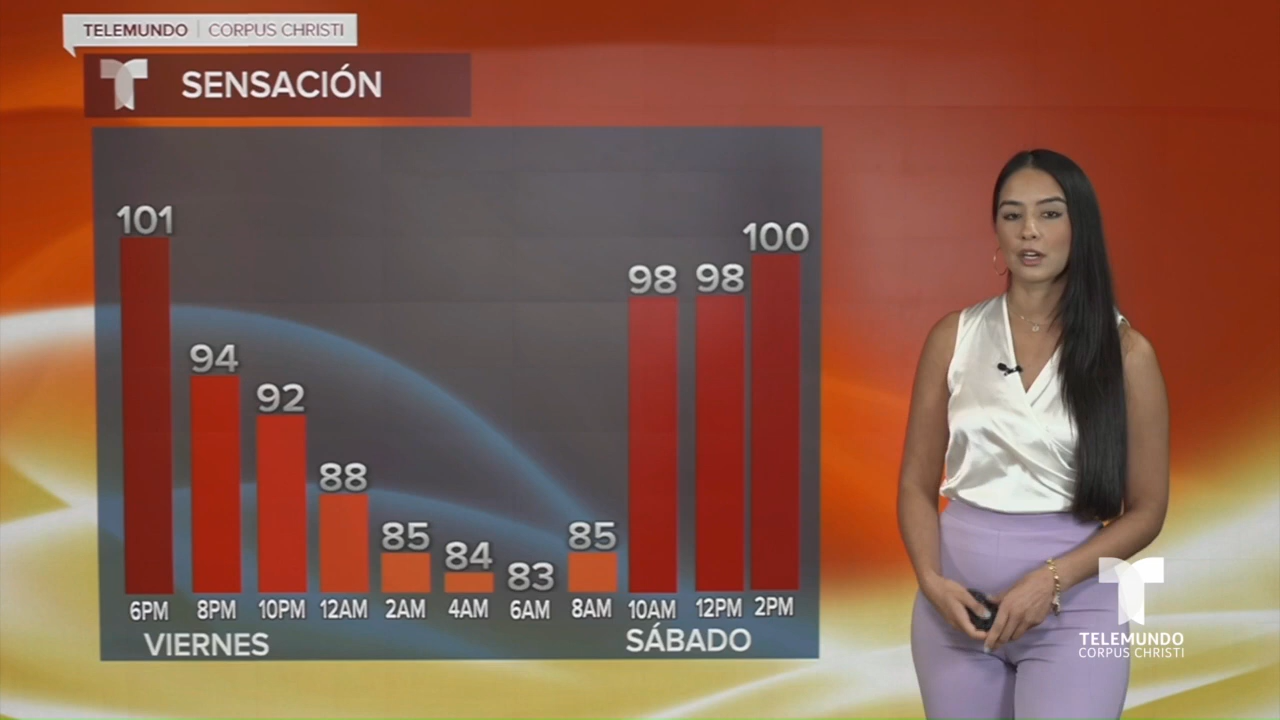 TELEMUNDO | CORPUS CHRISTI
SENSACIÓN
101 94 92 88 85 84 83 85 98 98 100
6PM 8PM 10PM 12AM 2AM 4AM 6AM 8AM 10AM 12PM 2PM
VIERNES SÁBADO
TELEMUNDO
CORPUS CHRISTI